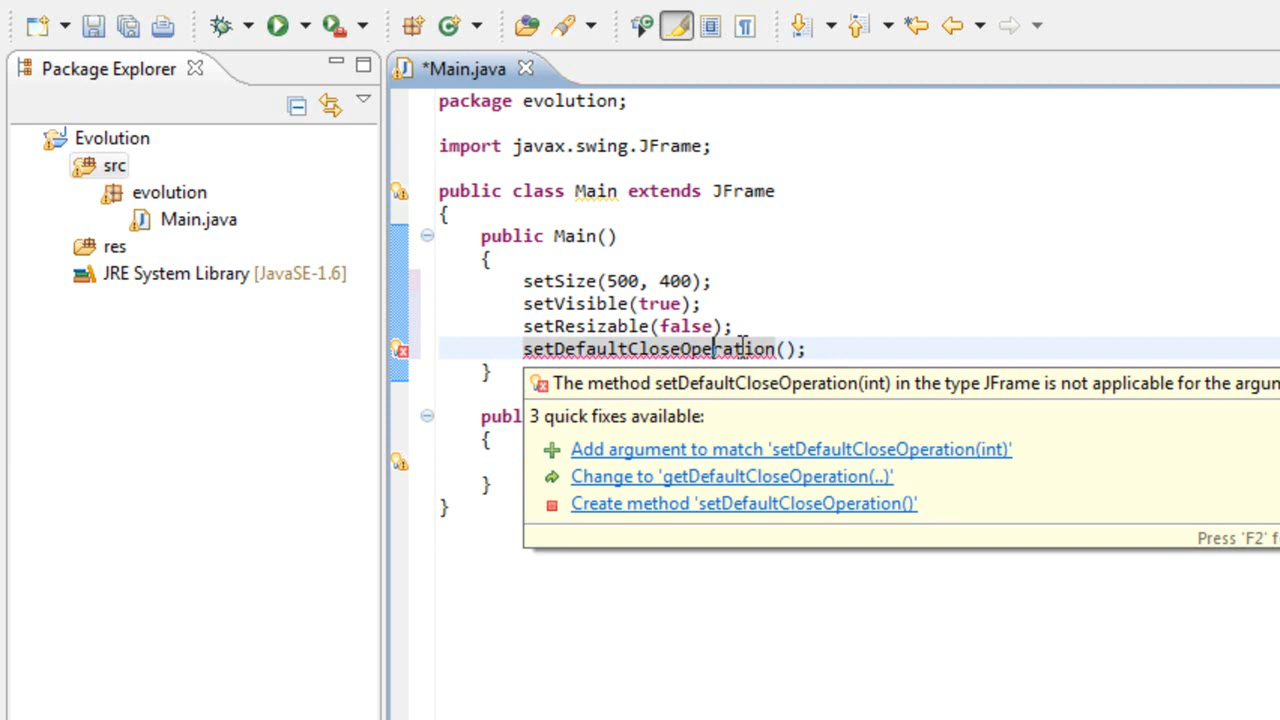 Package Explorer
*Main.java
Evolution
src
evolution
Main.java
res
JRE System Library [JavaSE-1.6]
package evolution;
import javax.swing.JFrame;
public class Main extends JFrame
{
public Main()
{
setSize(500, 400);
setVisible(true);
setResizable(false);
setDefaultCloseOperation();
}
publ
{
}
}
The method setDefaultCloseOperation(int) in the type JFrame is not applicable for the argun
3 quick fixes available:
Add argument to match 'setDefaultCloseOperation(int)'
Change to 'getDefaultCloseOperation(..)'
Create method 'setDefaultCloseOperation()'
Press 'F2' f